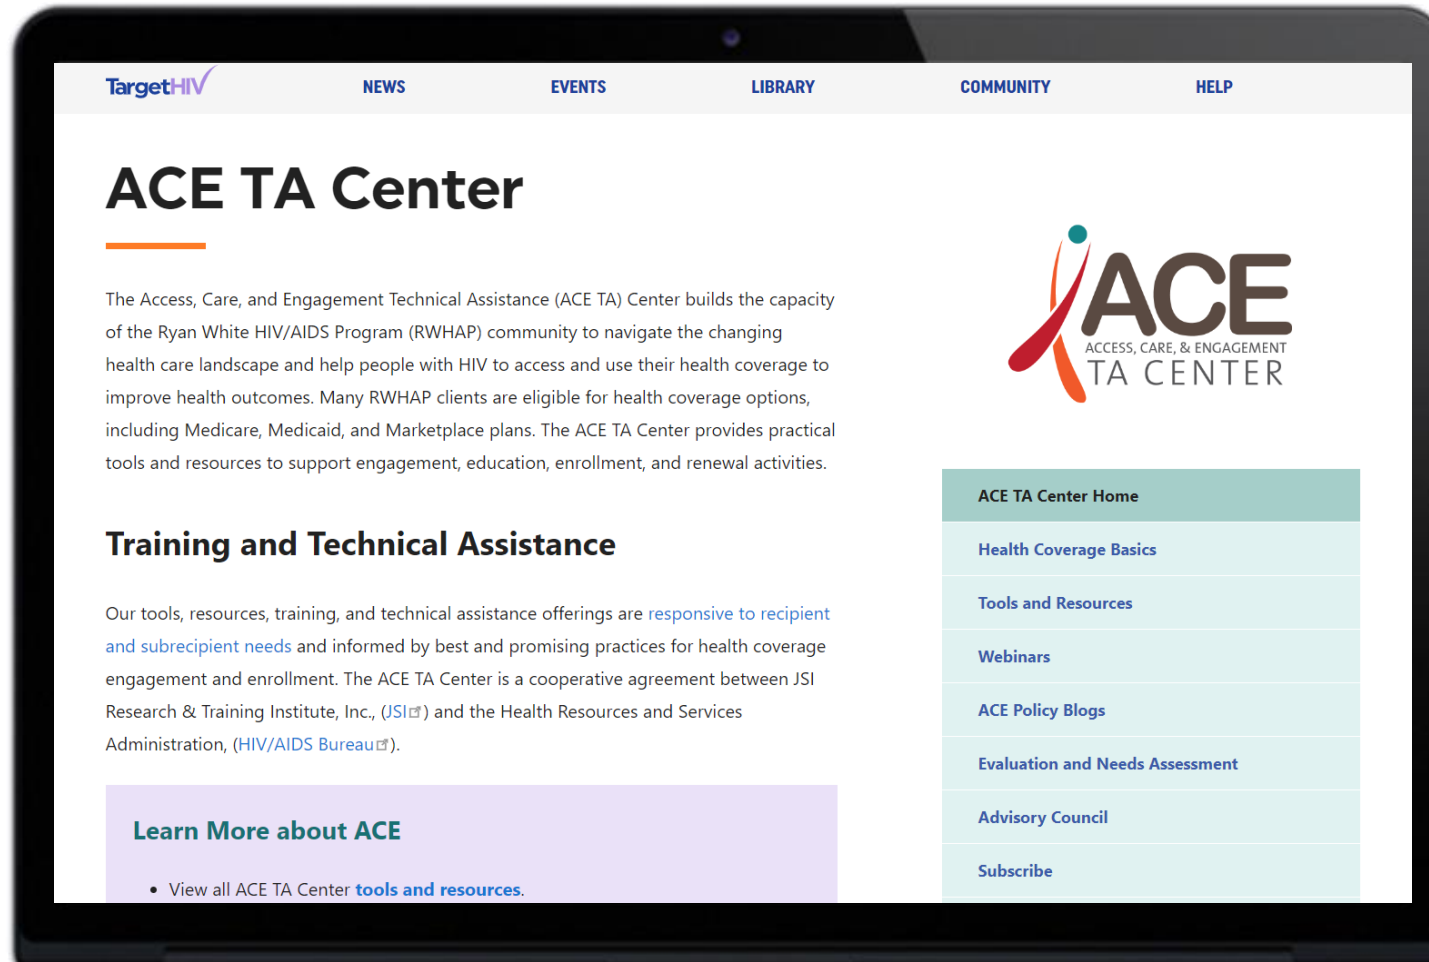 TargetHIV NEWS EVENTS LIBRARY COMMUNITY HELP
ACE TA Center
The Access, Care, and Engagement Technical Assistance (ACE TA) Center builds the capacity
of the Ryan White HIV/AIDS Program (RWHAP) community to navigate the changing
health care landscape and help people with HIV to access and use their health coverage to
improve health outcomes. Many RWHAP clients are eligible for health coverage options,
including Medicare, Medicaid, and Marketplace plans. The ACE TA Center provides practical
tools and resources to support engagement, education, enrollment, and renewal activities.
Training and Technical Assistance
Our tools, resources, training, and technical assistance offerings are responsive to recipient
and subrecipient needs and informed by best and promising practices for health coverage
engagement and enrollment. The ACE TA Center is a cooperative agreement between JSI
Research & Training Institute, Inc., (JSI) and the Health Resources and Services
Administration, (HIV/AIDS Bureau).
Learn More about ACE
• View all ACE TA Center tools and resources.
ACE
ACCESS, CARE, & ENGAGEMENT
TA CENTER
ACE TA Center Home
Health Coverage Basics
Tools and Resources
Webinars
ACE Policy Blogs
Evaluation and Needs Assessment
Advisory Council
Subscribe